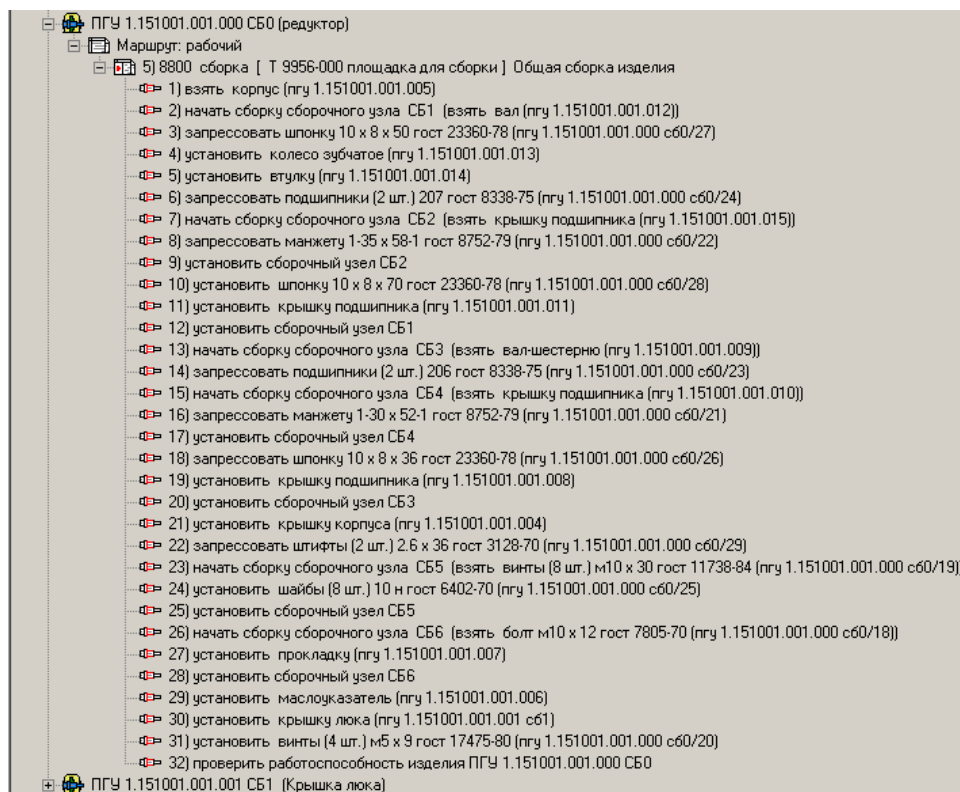 ПГУ 1.151001.001.000 СБ0 (редуктор)
Маршрут: рабочий
5) 8800 сборка [ Т 9956-000 площадка для сборки ] Общая сборка изделия
1) взять корпус (пгу 1.151001.001.005)
2) начать сборку сборочного узла СБ1 (взять вал (пгу 1.151001.001.012))
3) запрессовать шпонку 10 x 8 x 50 гост 23360-78 (пгу 1.151001.001.000 сб0/27)
4) установить колесо зубчатое (пгу 1.151001.001.013)
5) установить втулку (пгу 1.151001.001.014)
6) запрессовать подшипники (2 шт.) 207 гост 8338-75 (пгу 1.151001.001.000 сб0/24)
7) начать сборку сборочного узла СБ2 (взять крышку подшипника (пгу 1.151001.001.015))
8) запрессовать манжету 1-35 x 58-1 гост 8752-79 (пгу 1.151001.001.000 сб0/22)
9) установить сборочный узел СБ2
10) установить шпонку 10 x 8 x 70 гост 23360-78 (пгу 1.151001.001.000 сб0/28)
11) установить крышку подшипника (пгу 1.151001.001.011)
12) установить сборочный узел СБ1
13) начать сборку сборочного узла СБ3 (взять вал-шестерню (пгу 1.151001.001.009))
14) запрессовать подшипники (2 шт.) 206 гост 8338-75 (пгу 1.151001.001.000 сб0/23)
15) начать сборку сборочного узла СБ4 (взять крышку подшипника (пгу 1.151001.001.010))
16) запрессовать манжету 1-30 x 52-1 гост 8752-79 (пгу 1.151001.001.000 сб0/21)
17) установить сборочный узел СБ4
18) запрессовать шпонку 10 x 8 x 36 гост 23360-78 (пгу 1.151001.001.000 сб0/26)
19) установить крышку подшипника (пгу 1.151001.001.008)
20) установить сборочный узел СБ3
21) установить крышку корпуса (пгу 1.151001.001.004)
22) запрессовать штифты (2 шт.) 2.6 x 36 гост 3128-70 (пгу 1.151001.001.000 сб0/29)
23) начать сборку сборочного узла СБ5 (взять винты (8 шт.) м10 x 30 гост 11738-84 (пгу 1.151001.001.000 сб0/19)
24) установить шайбы (8 шт.) 10 н гост 6402-70 (пгу 1.151001.001.000 сб0/25)
25) установить сборочный узел СБ5
26) начать сборку сборочного узла СБ6 (взять болт м10 x 12 гост 7805-70 (пгу 1.151001.001.000 сб0/18))
27) установить прокладку (пгу 1.151001.001.007)
28) установить сборочный узел СБ6
29) установить маслоуказатель (пгу 1.151001.001.006)
30) установить крышку люка (пгу 1.151001.001.001 сб1)
31) установить винты (4 шт.) м5 x 9 гост 17475-80 (пгу 1.151001.001.000 сб0/20)
32) проверить работоспособность изделия ПГУ 1.151001.001.000 СБ0
ПГУ 1.151001.001.001 СБ1 (Крышка люка)